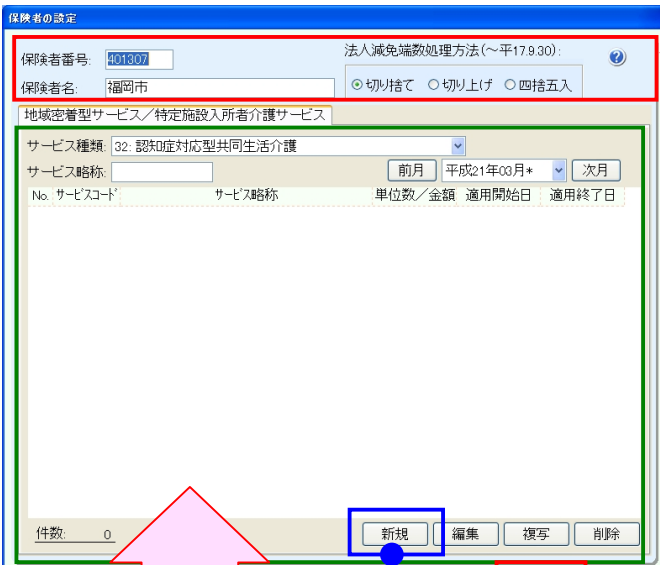 保険者の設定
保険者番号: 401307
法人減免端数処理方法(～平17.9.30):
保険者名: 福岡市
切り捨て 切り上げ 四捨五入
地域密着型サービス／特定施設入所者介護サービス
サービス種類: 32: 認知症対応型共同生活介護
サービス略称: 前月 平成21年03月* 次月
No. サービスコード サービス略称 単位数／金額 適用開始日 適用終了日
件数: 0 新規 編集 複写 削除